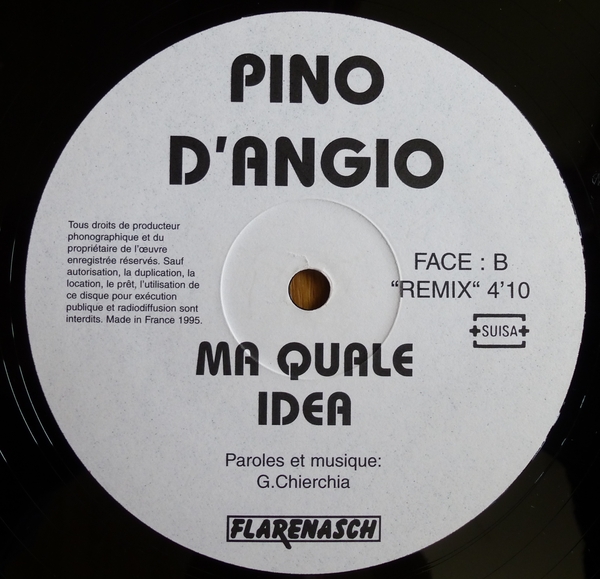 PINO
D'ANGIO
Tous droits de producteur
phonographique et du
propriétaire de l'œuvre
enregistrée réservés. Sauf
autorisation, la duplication, la
location, le prêt, l'utilisation de
ce disque pour exécution
publique et radiodiffusion sont
interdits. Made in France 1995.
FACE : B
“REMIX“ 4'10
SUISA
MA QUALE
IDEA
Paroles et musique:
G.Chierchia
FLARENASCH